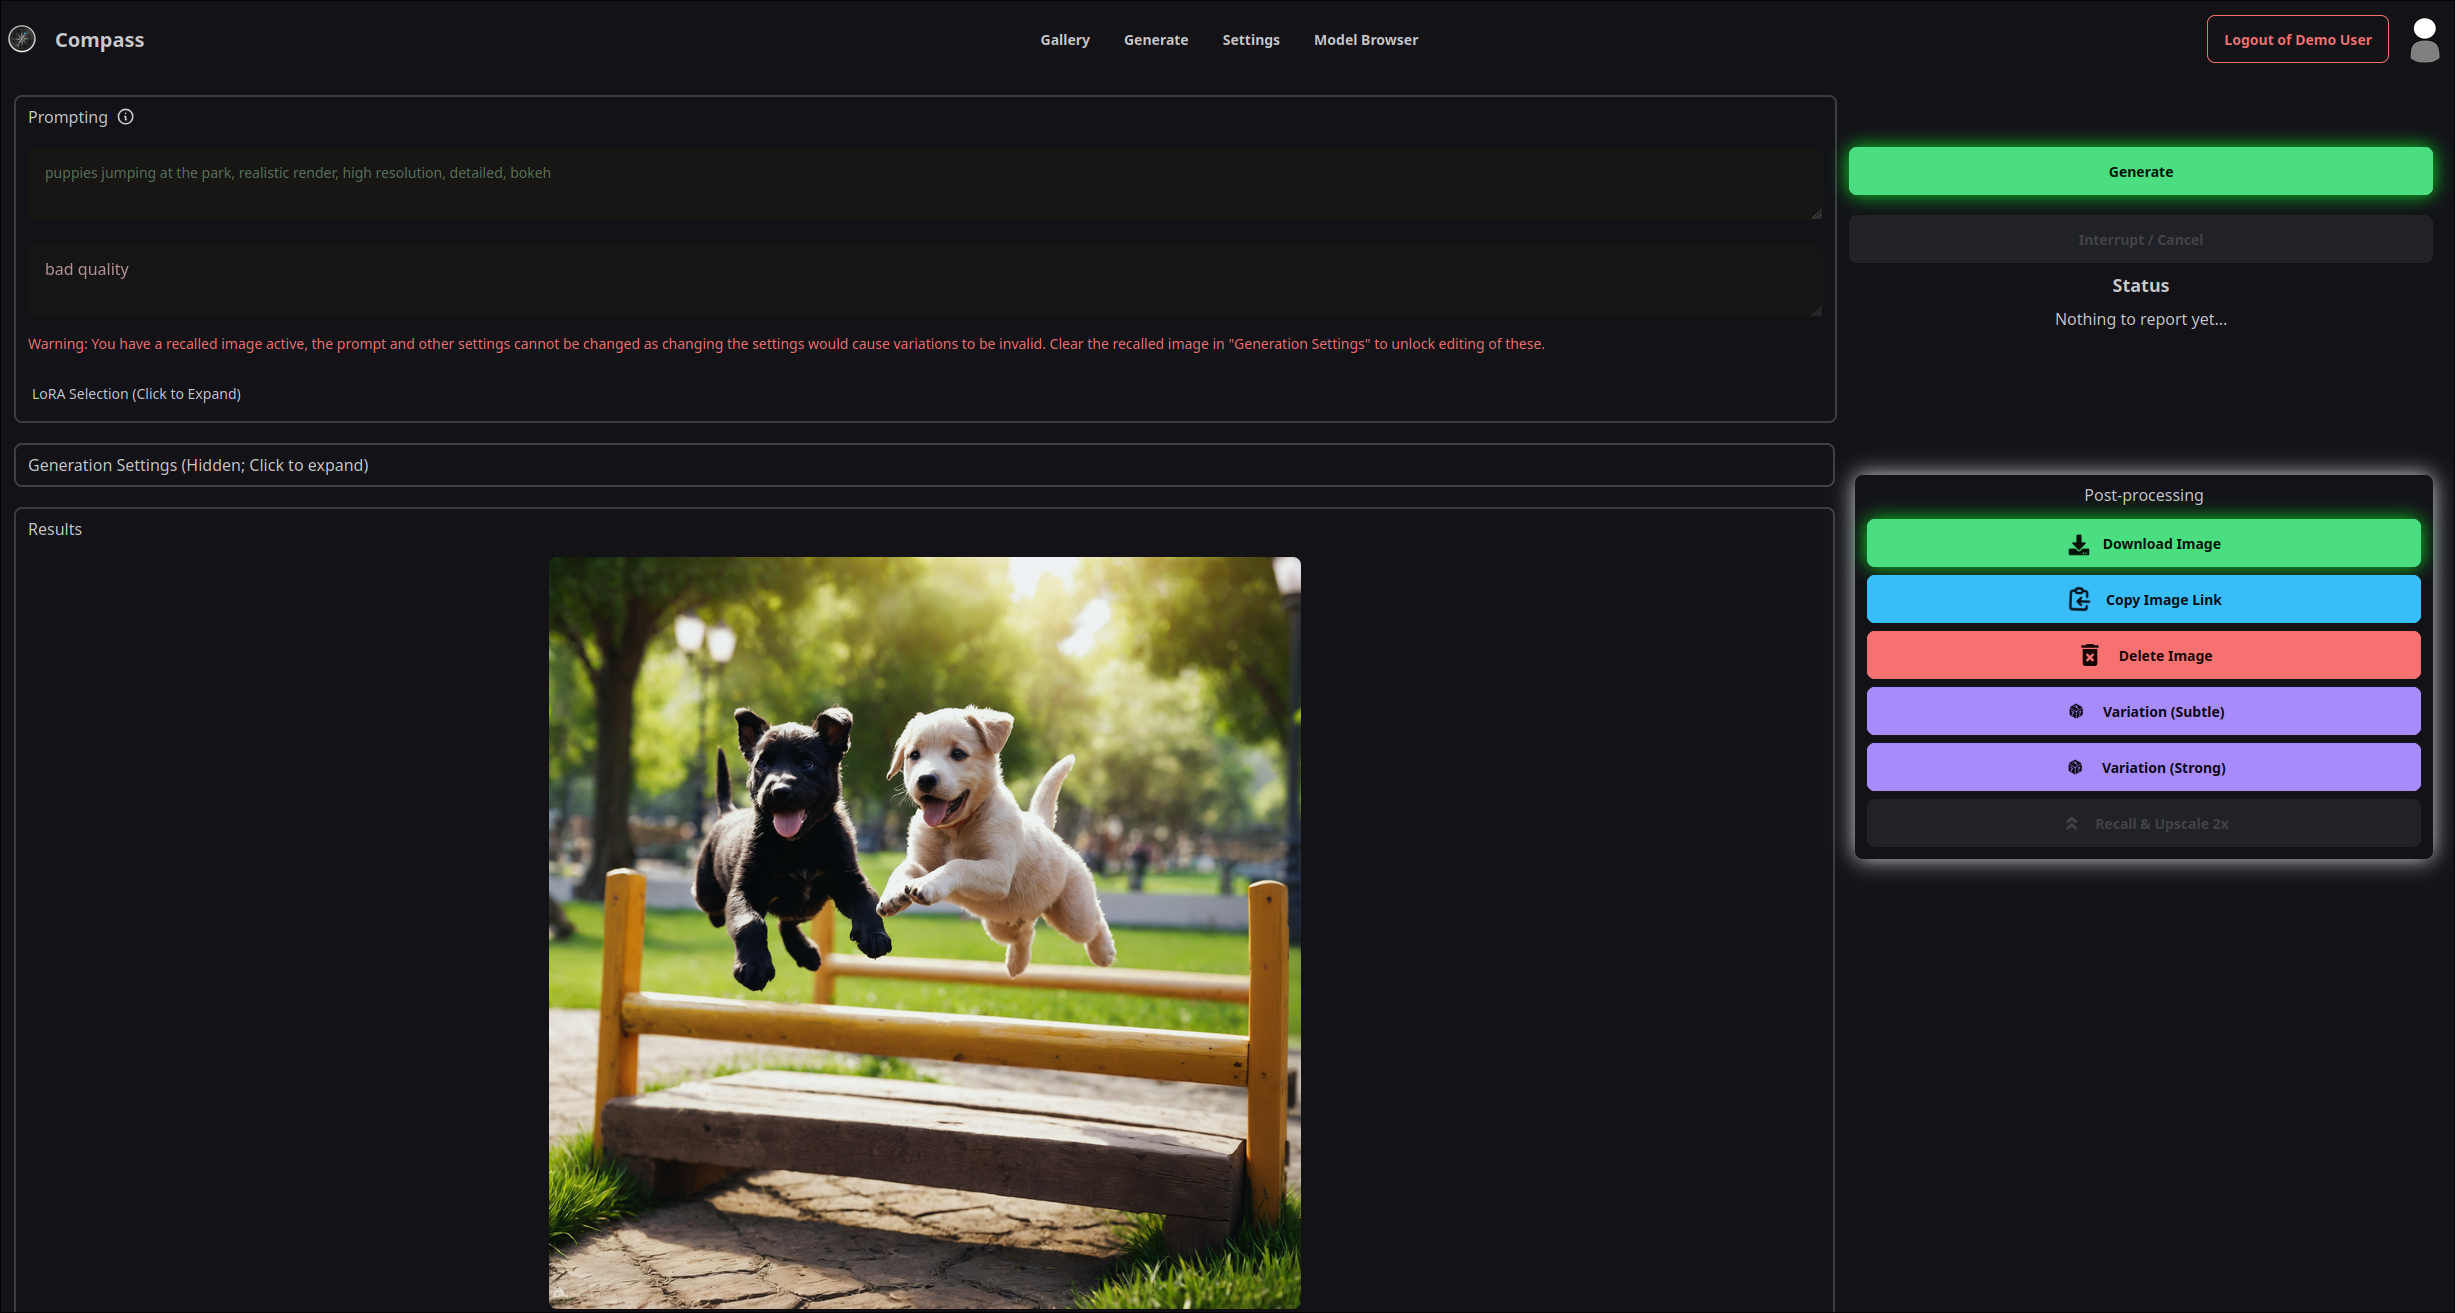 Compass
Gallery
Generate
Settings
Model Browser
Logout of Demo User
Prompting
puppies jumping at the park, realistic render, high resolution, detailed, bokeh
bad quality
Warning: You have a recalled image active, the prompt and other settings cannot be changed as changing the settings would cause variations to be invalid. Clear the recalled image in "Generation Settings" to unlock editing of these.
LoRA Selection (Click to Expand)
Generation Settings (Hidden; Click to expand)
Results
Generate
Interrupt / Cancel
Status
Nothing to report yet...
Post-processing
Download Image
Copy Image Link
Delete Image
Variation (Subtle)
Variation (Strong)
Recall & Upscale 2x